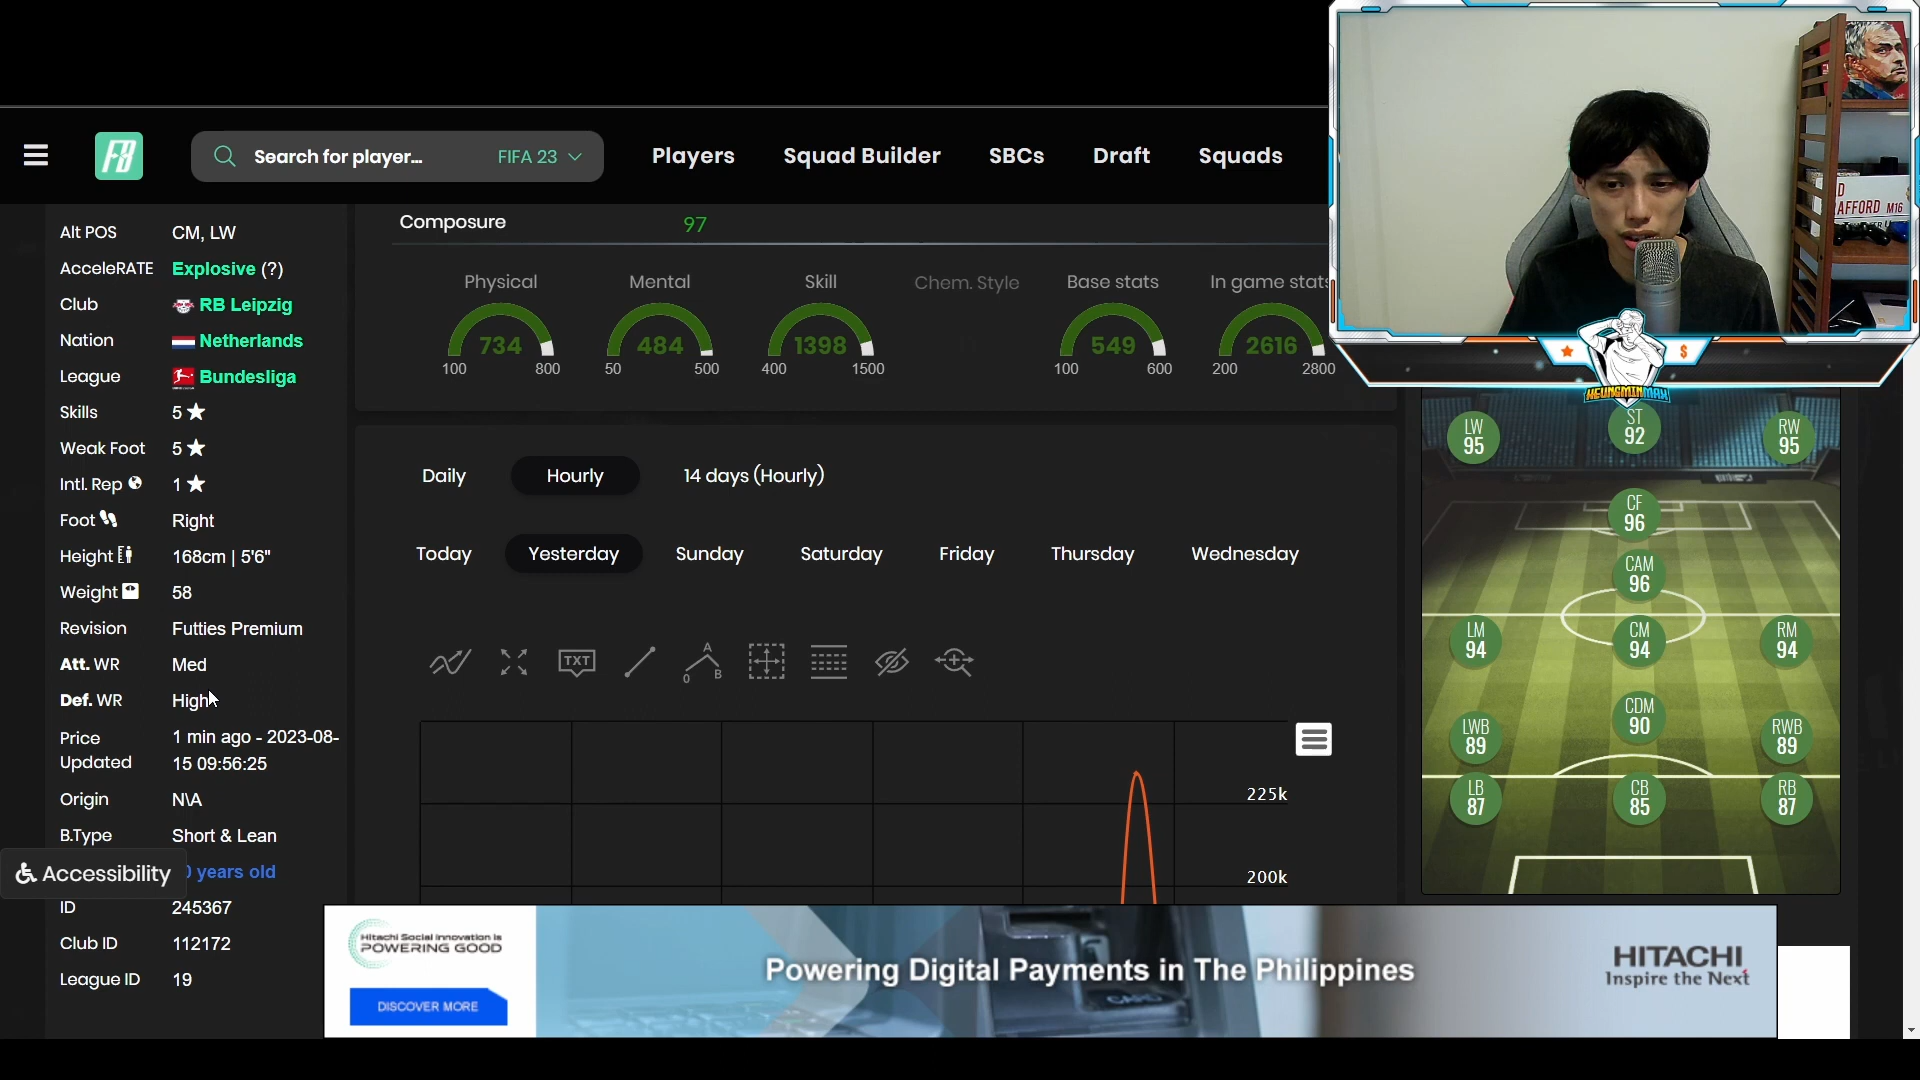 Search for player...
FIFA 23
Players
Squad Builder
SBCs
Draft
Squads
Alt POS CM, LW
AcceleRATE Explosive (?)
Club RB Leipzig
Nation Netherlands
League Bundesliga
Skills 5
Weak Foot 5
Intl. Rep 1
Foot Right
Height 168cm | 5'6"
Weight 58
Revision Futties Premium
Att. WR Med
Def. WR High
Price Updated 1 min ago - 2023-08-
15 09:56:25
Origin N\A
B.Type Short & Lean
Accessibility
years old
ID 245367
Club ID 112172
League ID 19
Composure 97
Physical Mental Skill Chem. Style Base stats In game stats
734 484 1398 549 2616
100 800 50 500 400 1500 100 600 200 2800
Daily Hourly 14 days (Hourly)
Today Yesterday Sunday Saturday Friday Thursday Wednesday
TXT
A
0 B
225k
200k
LW 95
ST 92
RW 95
CF 96
CAM 96
LM 94
CM 94
RM 94
CDM 90
LWB 89
RWB 89
LB 87
CB 85
RB 87
Hitachi Social Innovation is
POWERING GOOD
DISCOVER MORE
Powering Digital Payments in The Philippines
HITACHI
Inspire the Next
HEUNGMINMAX
AFFORD M16